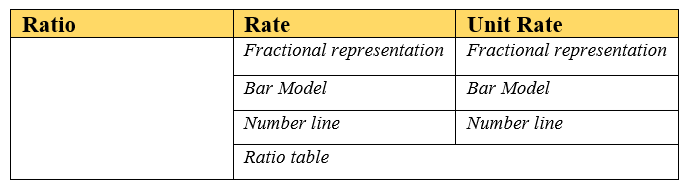 Ratio Rate Unit Rate
Fractional representation Fractional representation
Bar Model Bar Model
Number line Number line
Ratio table